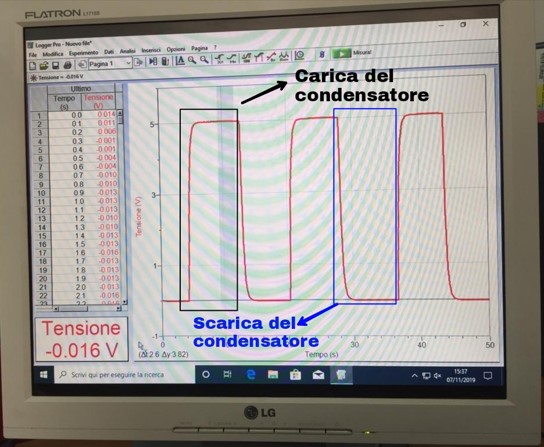 FLATRON L1715S
Logger Pro - Nuovo file*
File Modifica Esperimento Dati Analisi Inserisci Opzioni Pagina ?
Pagina 1
Misura!
Tensione = -0.016 V
Ultimo
Tempo Tensione
(s) (V)
1 0.0 0.014
2 0.1 0.011
3 0.2 0.006
4 0.3 -0.001
5 0.4 -0.001
6 0.5 -0.004
7 0.6 -0.004
8 0.7 -0.010
9 0.8 -0.010
10 0.9 -0.013
11 1.0 -0.013
12 1.1 -0.013
13 1.2 -0.010
14 1.3 -0.010
15 1.4 -0.013
16 1.5 -0.013
17 1.6 -0.016
18 1.7 -0.013
19 1.8 -0.013
20 1.9 -0.013
21 2.0 -0.013
22 2.1 -0.016
Tensione
-0.016 V
Carica del
condensatore
Tensione (V)
5
3
1
-1
Scarica del
condensatore
0 30 40 50
(Δt:2.6 Δy:3.82)
Tempo (s)
Scrivi qui per eseguire la ricerca
15:37
07/11/2019
LG